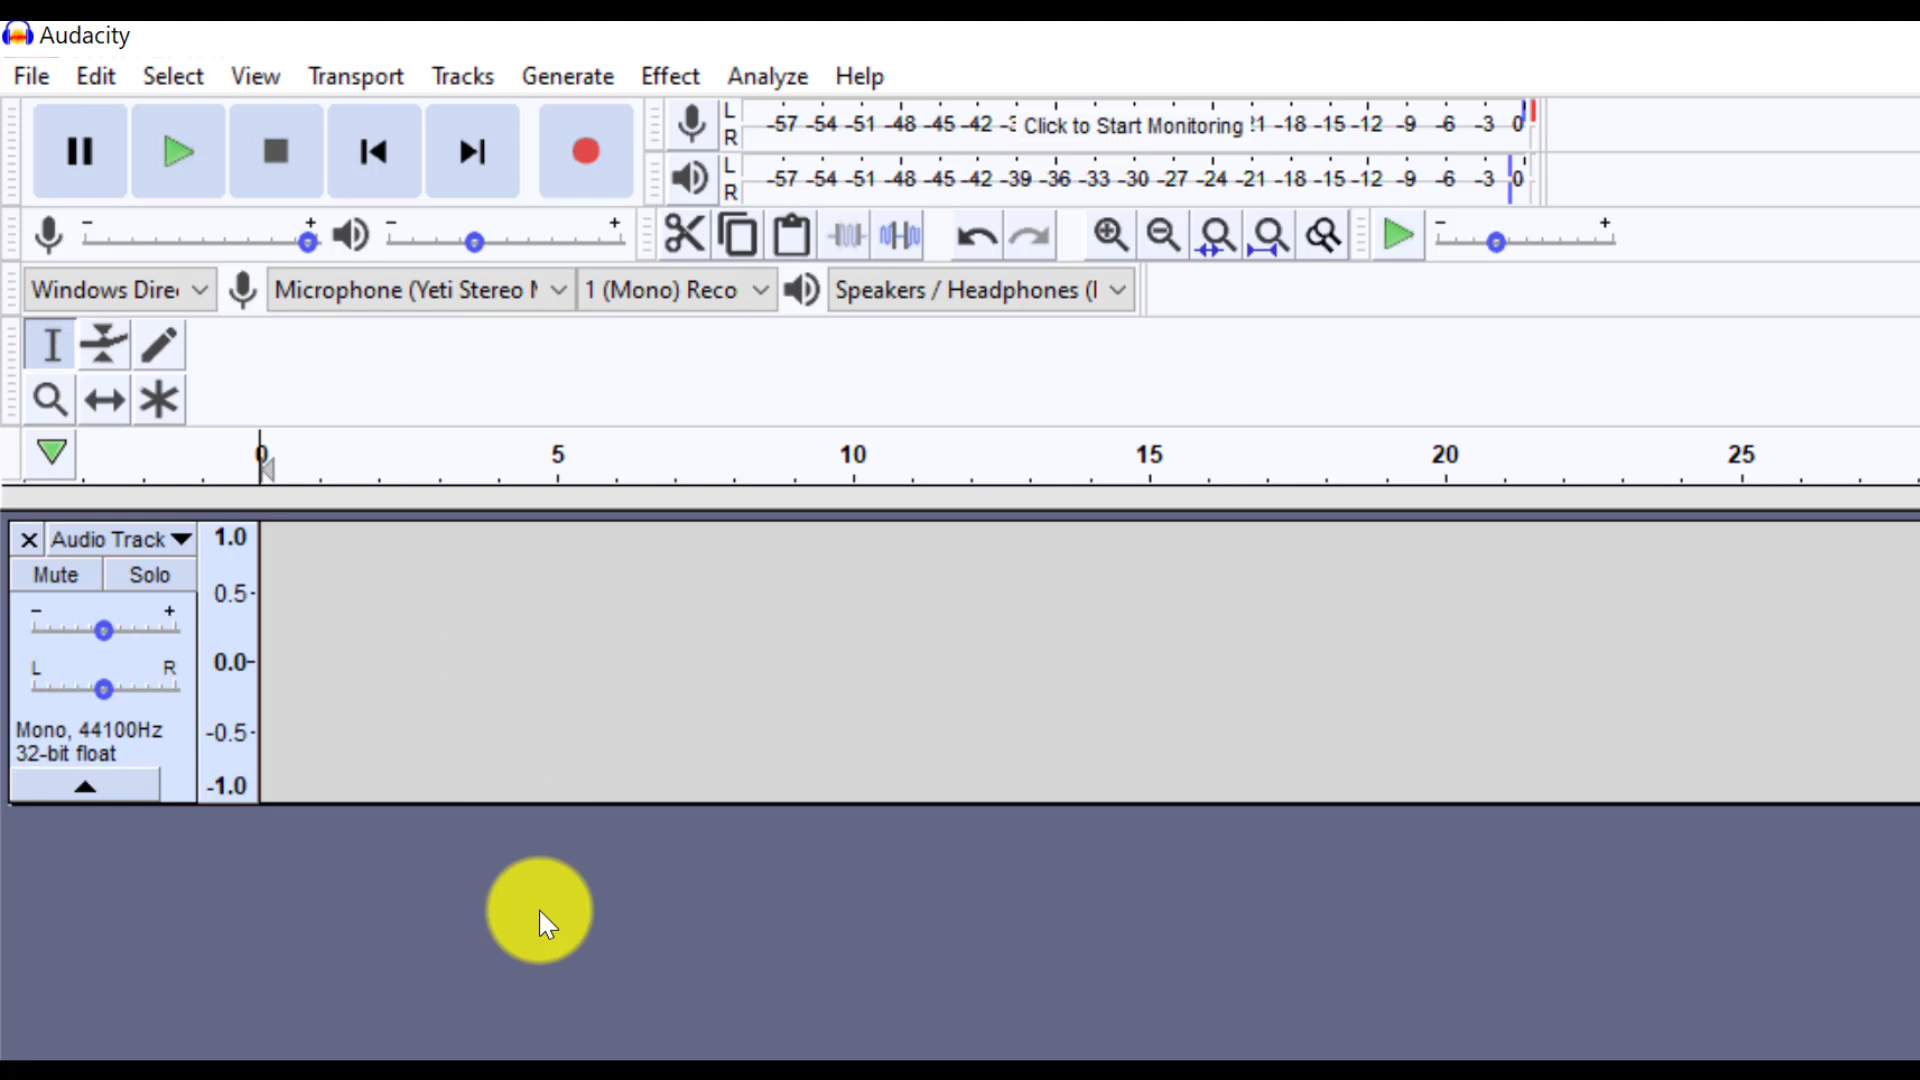 Audacity
File Edit Select View Transport Tracks Generate Effect Analyze Help
L -57 -54 -51 -48 -45 -42 Click to Start Monitoring -18 -15 -12 -9 -6 -3 0
R
L -57 -54 -51 -48 -45 -42 -39 -36 -33 -30 -27 -24 -21 -18 -15 -12 -9 -6 -3 0
R
- + - + - +
Windows Dire Microphone (Yeti Stereo 1 (Mono) Reco Speakers / Headphones (
0 5 10 15 20 25
Audio Track 1.0
Mute Solo
0.5
- +
L R 0.0
Mono, 44100Hz -0.5
32-bit float
-1.0